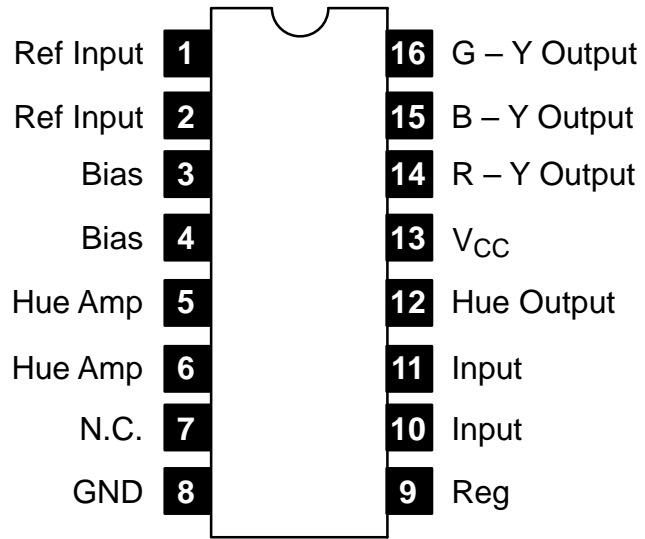 Ref Input 1 16 G – Y Output
Ref Input 2 15 B – Y Output
Bias 3 14 R – Y Output
Bias 4 13 VCC
Hue Amp 5 12 Hue Output
Hue Amp 6 11 Input
N.C. 7 10 Input
GND 8 9 Reg